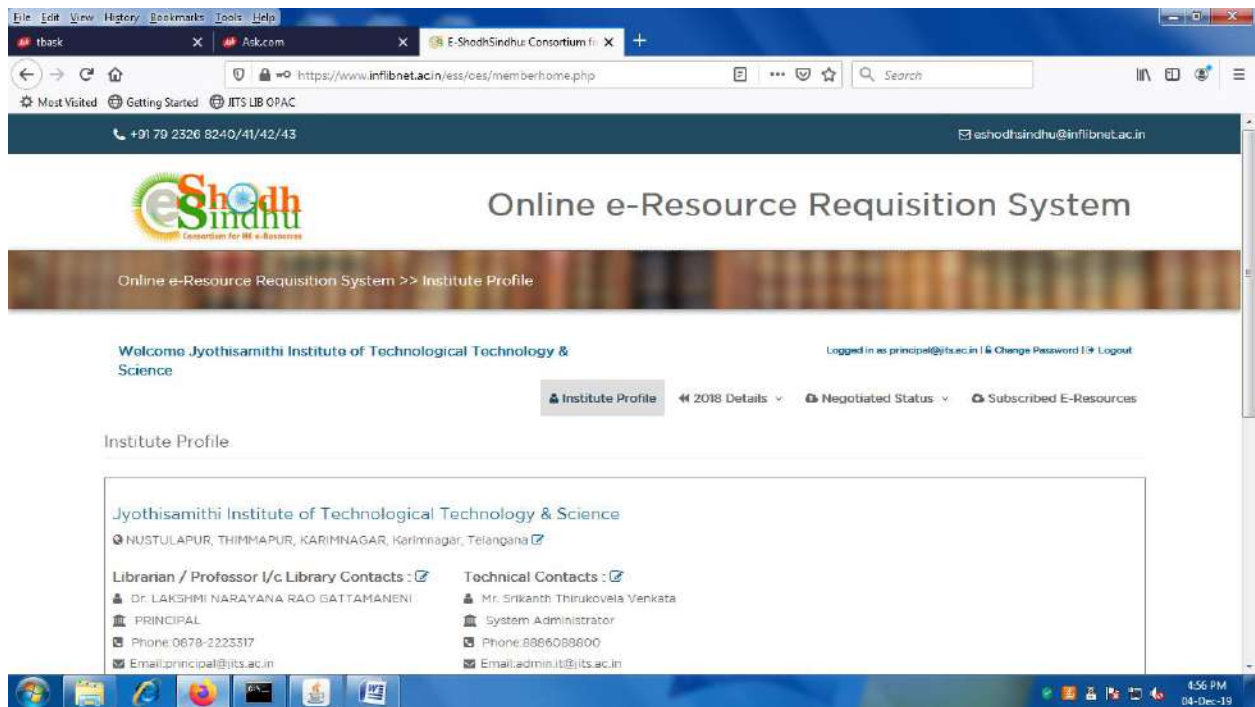 File Edit View History Bookmarks Tools Help
tbask
Ask.com
E-ShodhSindhu: Consortium fo
https://www.inflibnet.ac.in/ess/oes/memberhome.php
Search
Most Visited Getting Started JITS LIB OPAC
+91 79 2326 8240/41/42/43
eshodhsindhu@inflibnet.ac.in
eShodh
Sindhu
Consortium for HE e-Resources
Online e-Resource Requisition System
Online e-Resource Requisition System >> Institute Profile
Welcome Jyothisamithi Institute of Technological Technology &
Science
Logged in as principal@jits.ac.in | Change Password | Logout
Institute Profile 2018 Details Negotiated Status Subscribed E-Resources
Institute Profile
Jyothisamithi Institute of Technological Technology & Science
NUSTULAPUR, THIMMAPUR, KARIMNAGAR, Karimnagar, Telangana
Librarian / Professor I/c Library Contacts :
Dr. LAKSHMI NARAYANA RAO GATTAMANENI
PRINCIPAL
Phone:0878-2223317
Email:principal@jits.ac.in
Technical Contacts :
Mr. Srikanth Thirukovela Venkata
System Administrator
Phone:8886088800
Email:admin.it@jits.ac.in
4:56 PM
04-Dec-19